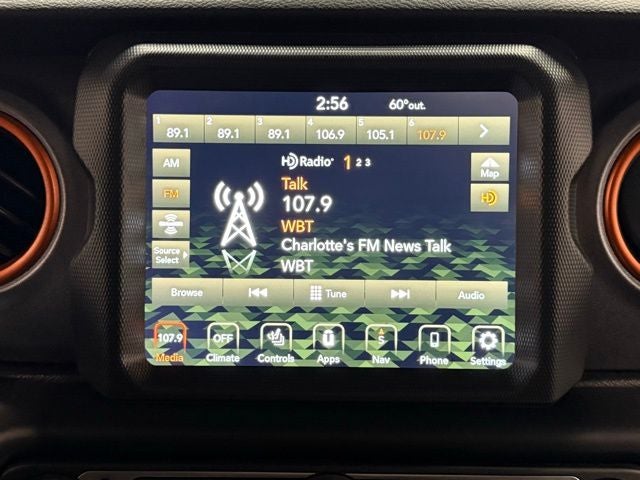 2:56 60°out.
1 2 3 4 5 6
89.1 89.1 89.1 106.9 105.1 107.9
AM HD Radio 1 2 3 Map
Talk
FM 107.9 HD
WBT
Source Charlotte's FM News Talk
Select WBT
Browse Tune Audio
107.9 OFF S
Media Climate Controls Apps Nav Phone Settings